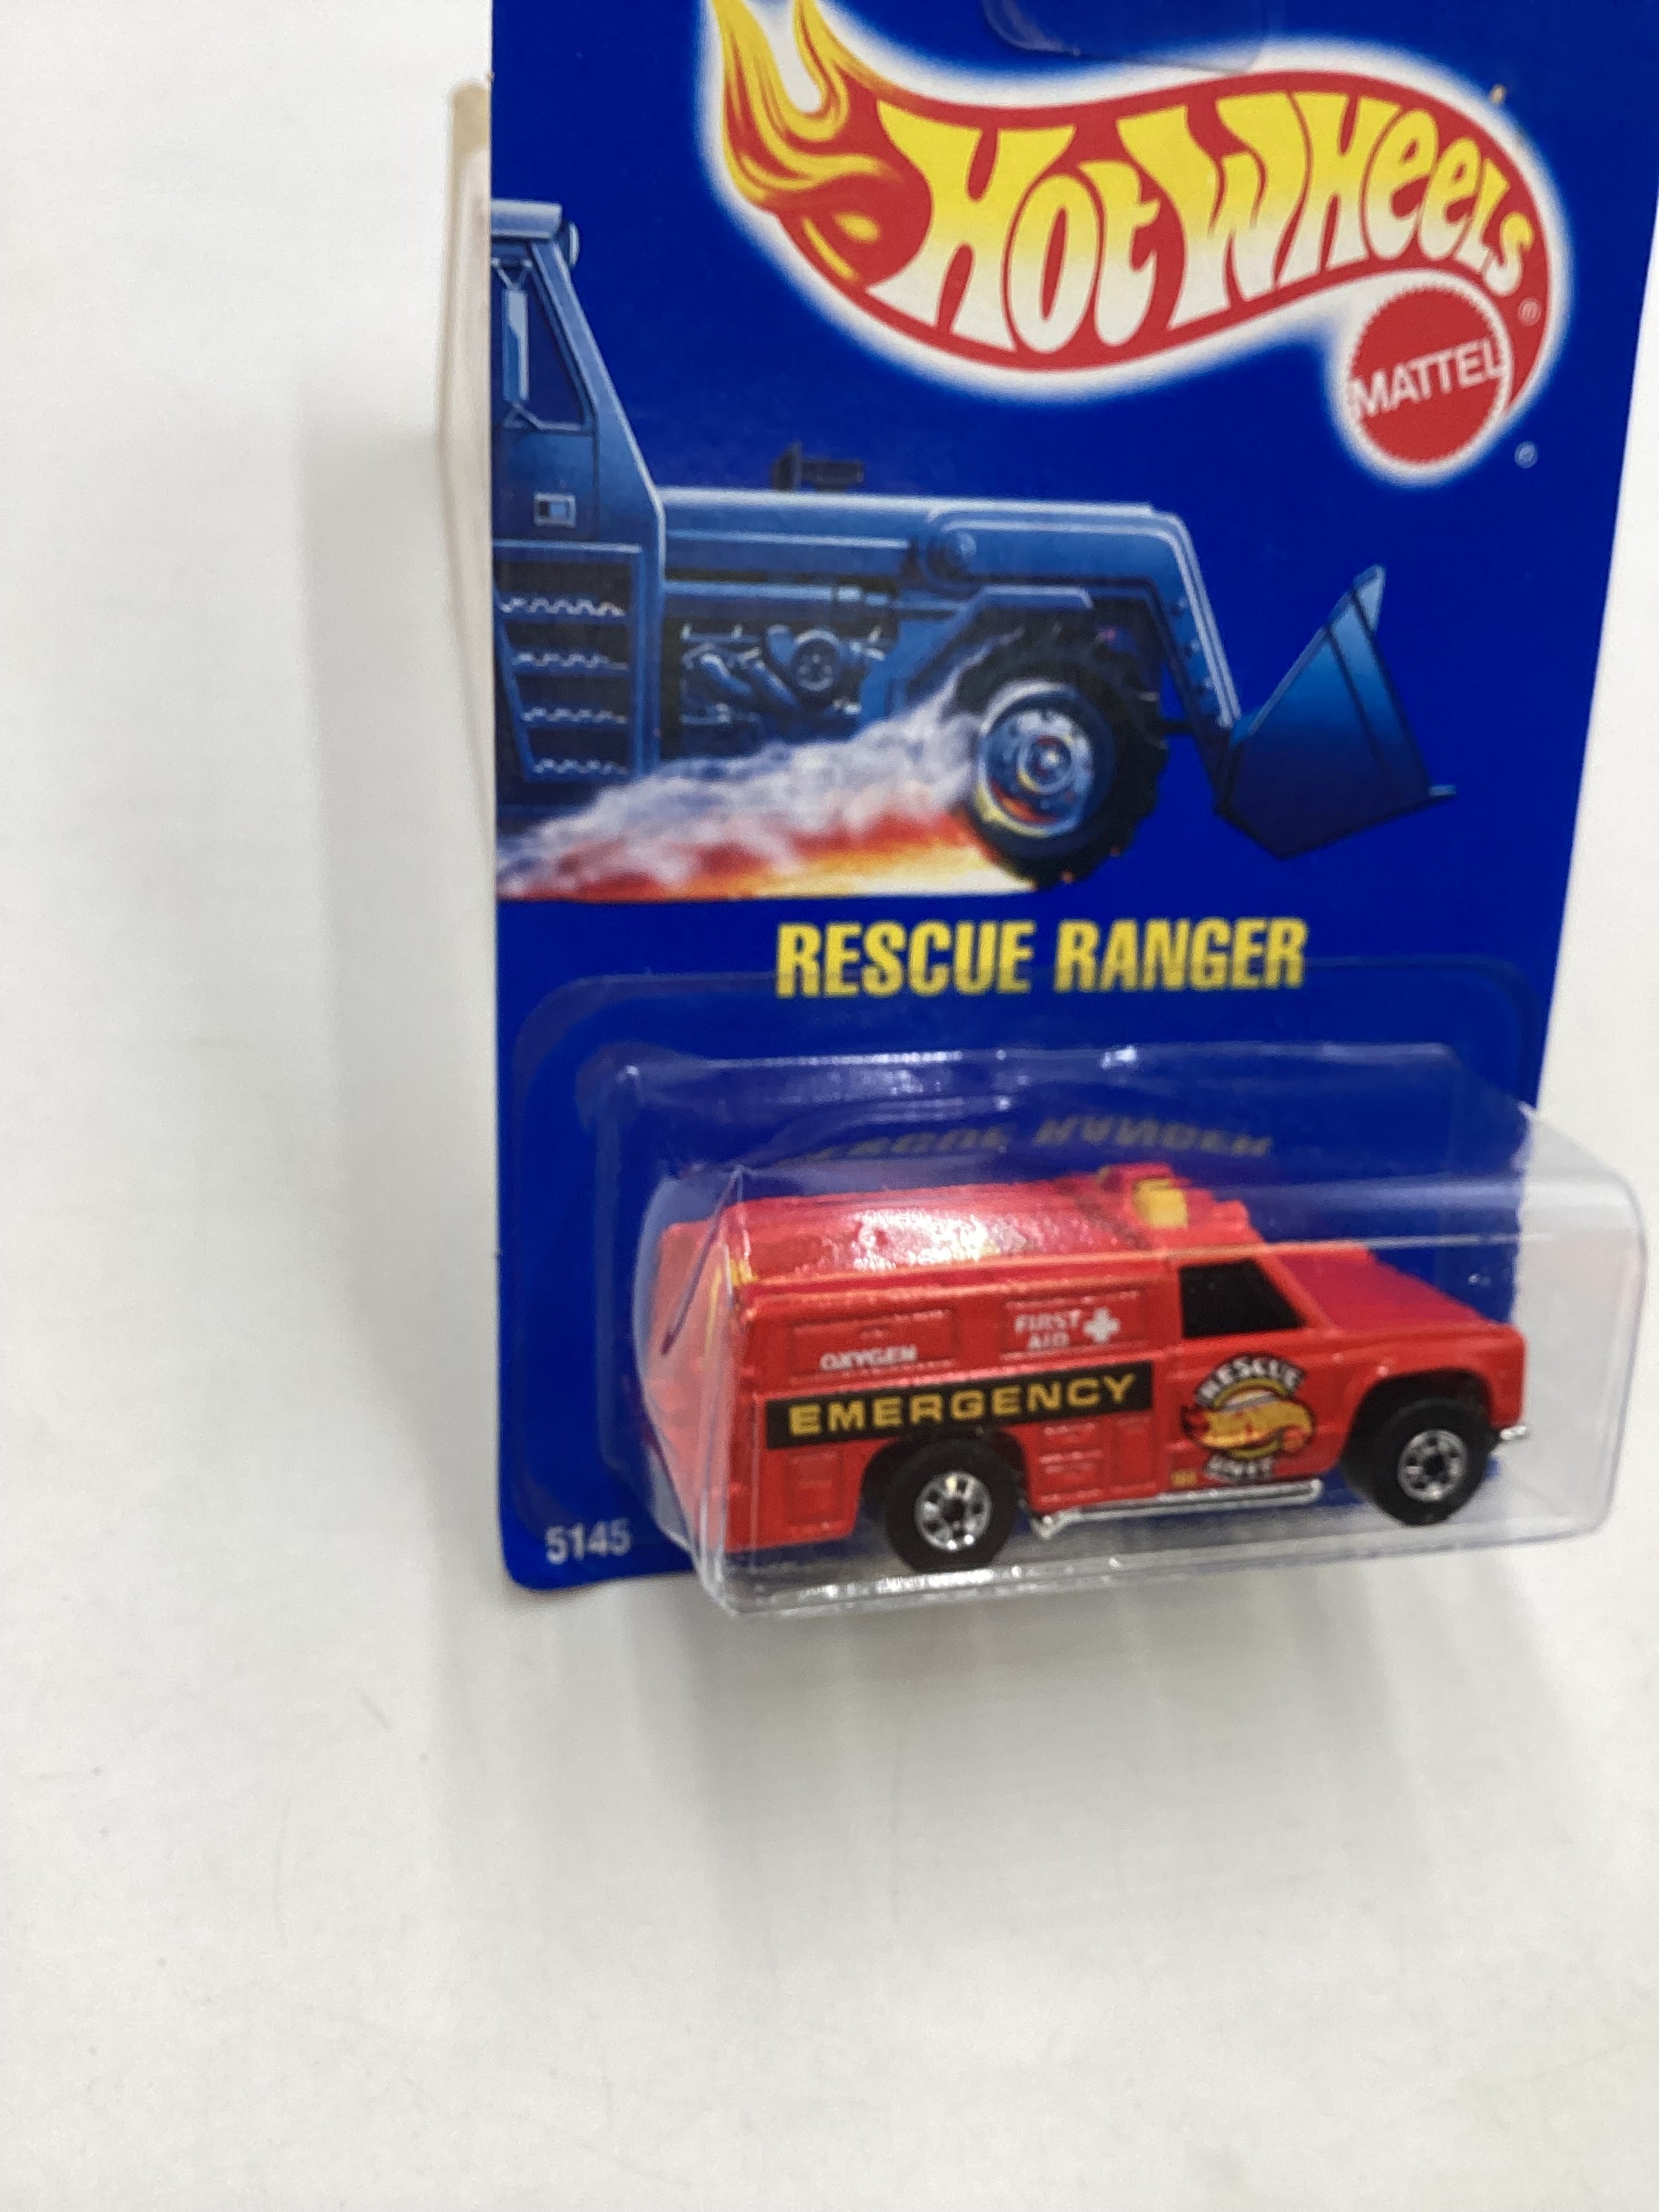 Hot Wheels®
MATTEL
®
RESCUE RANGER
OXYGEN
FIRST
AID
EMERGENCY
RESCUE
UNIT
5145